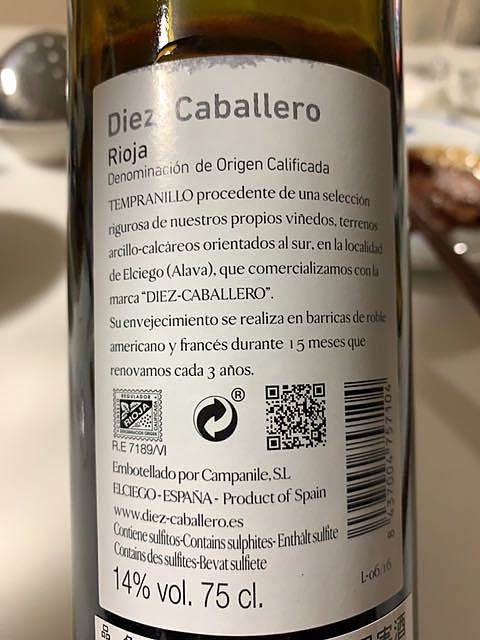 Diez Caballero
Rioja
Denominación de Origen Calificada
TEMPRANILLO procedente de una selección
rigurosa de nuestros propios viñedos, terrenos
arcillo-calcáreos orientados al sur, en la localidad
de Elciego (Alava), que comercializamos con la
marca "DIEZ-CABALLERO".
Su envejecimiento se realiza en barricas de roble
americano y francés durante 15 meses que
renovamos cada 3 años.
RIOJA
®
R.E 7189/VI
8437004757104
Embotellado por Campanile, S.L
ELCIEGO - ESPAÑA - Product of Spain
www.diez-caballero.es
Contiene sulfitos-Contains sulphites- Enthält sulfite
Contains des sulfites-Bevat sulfiete
L-06/16
14% vol. 75 cl.
品